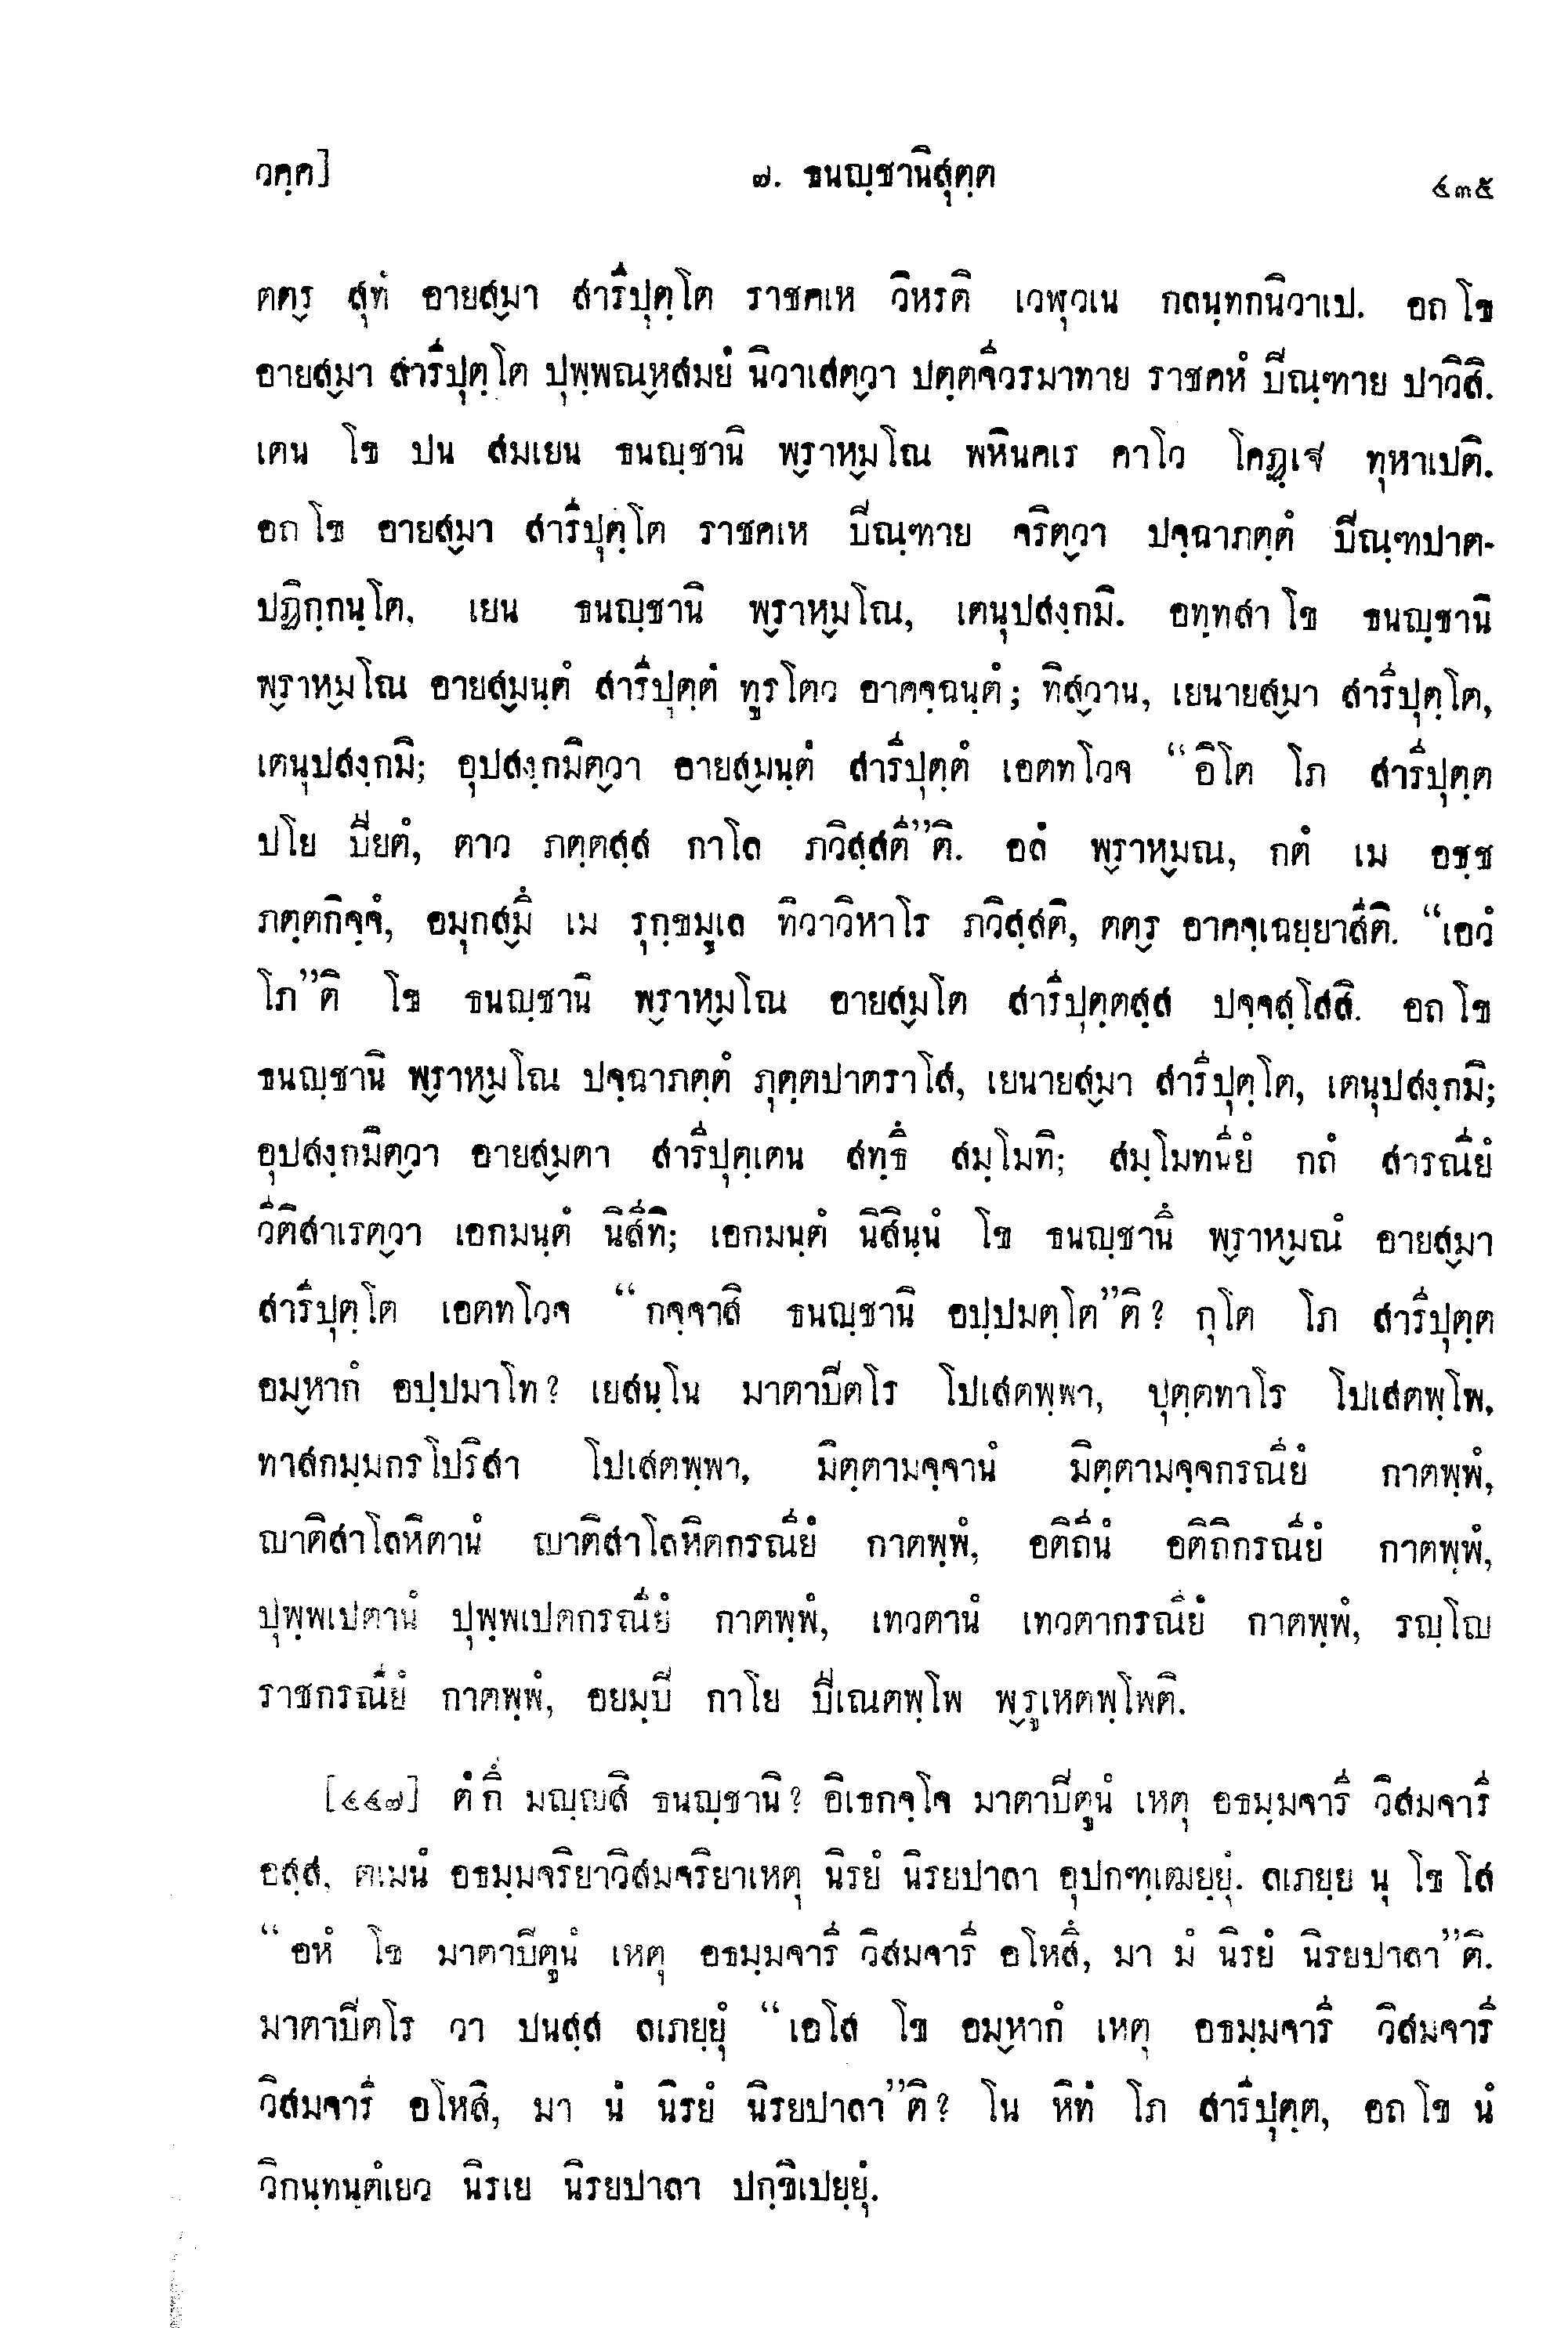 วคฺค] ๗. ธนญฺชานิสุตฺต ๔๓๕
ตตฺร สุทํ อายสฺมา สารีปุตฺโต ราชคเห วิหรติ เวฬุวเน กลนฺทกนิวาเป. อถ โข
อายสฺมา สารีปุตฺโต ปุพฺพณฺหสมยํ นิวาเสตฺวา ปตฺตจีวรมาทาย ราชคหํ ปิณฺฑาย ปาวิสิ.
เตน โข ปน สมเยน ธนญฺชานิ พฺราหฺมโณ พหินคเร คาโว โคฏฺเฐ ทุหาเปติ.
อถ โข อายสฺมา สารีปุตฺโต ราชคเห ปิณฺฑาย จริตฺวา ปจฺฉาภตฺตํ ปิณฺฑปาต-
ปฏิกฺกนฺโต, เยน ธนญฺชานิ พฺราหฺมโณ, เตนุปสงฺกมิ. อทฺทสา โข ธนญฺชานิ
พฺราหฺมโณ อายสฺมนฺตํ สารีปุตฺตํ ทูรโตว อาคจฺฉนฺตํ; ทิสฺวาน, เยนายสฺมา สารีปุตฺโต,
เตนุปสงฺกมิ; อุปสงฺกมิตฺวา อายสฺมนฺตํ สารีปุตฺตํ เอตทโวจ “อิโต โภ สารีปุตฺต
ปโย ปียตํ, ตาว ภตฺตสฺส กาโล ภวิสฺสตี”ติ. อลํ พฺราหฺมณ, กตํ เม อชฺช
ภตฺตกิจฺจํ, อมุกสฺมึ เม รุกฺขมูเล ทิวาวิหาโร ภวิสฺสติ, ตตฺร อาคจฺเฉยฺยาสีติ. “เอวํ
โภ”ติ โข ธนญฺชานิ พฺราหฺมโณ อายสฺมโต สารีปุตฺตสฺส ปจฺจสฺโสสิ. อถ โข
ธนญฺชานิ พฺราหฺมโณ ปจฺฉาภตฺตํ ภุตฺตปาตราโส, เยนายสฺมา สารีปุตฺโต, เตนุปสงฺกมิ;
อุปสงฺกมิตฺวา อายสฺมตา สารีปุตฺเตน สทฺธึ สมฺโมทิ; สมฺโมทนียํ กถํ สารณียํ
วีติสาเรตฺวา เอกมนฺตํ นิสีทิ; เอกมนฺตํ นิสินฺนํ โข ธนญฺชานึ พฺราหฺมณํ อายสฺมา
สารีปุตฺโต เอตทโวจ “กจฺจาสิ ธนญฺชานิ อปฺปมตฺโต”ติ? กุโต โภ สารีปุตฺต
อมฺหากํ อปฺปมาโท? เยสนฺโน มาตาปิตโร โปเสตพฺพา, ปุตฺตทาโร โปเสตพฺโพ,
ทาสกมฺมกรโปริสา โปเสตพฺพา, มิตฺตามจฺจานํ มิตฺตามจฺจกรณียํ กาตพฺพํ,
ญาติสาโลหิตานํ ญาติสาโลหิตกรณียํ กาตพฺพํ, อติถีนํ อติถิกรณียํ กาตพฺพํ,
ปุพฺพเปตานํ ปุพฺพเปตกรณียํ กาตพฺพํ, เทวตานํ เทวตากรณียํ กาตพฺพํ, รญฺโญ
ราชกรณียํ กาตพฺพํ, อยมฺปิ กาโย ปีเณตพฺโพ พฺรูเหตพฺโพติ.
[๔๔๗] ตํ กึ มญฺญสิ ธนญฺชานิ? อิเธกจฺโจ มาตาปิตูนํ เหตุ อธมฺมจารี วิสมจารี
อสฺส, ตเมนํ อธมฺมจริยาวิสมจริยาเหตุ นิรยํ นิรยปาลา อุปกฑฺเฒยฺยุํ. ลเภยฺย นุ โข โส
“อหํ โข มาตาปิตูนํ เหตุ อธมฺมจารี วิสมจารี อโหสึ, มา มํ นิรยํ นิรยปาลา”ติ.
มาตาปิตโร วา ปนสฺส ลเภยฺยุํ “เอโส โข อมฺหากํ เหตุ อธมฺมจารี วิสมจารี
วิสมจารี อโหสิ, มา นํ นิรยํ นิรยปาลา”ติ? โน หิทํ โภ สารีปุตฺต, อถ โข นํ
วิกนฺทนฺตํเยว นิรเย นิรยปาลา ปกฺขิเปยฺยุํ.